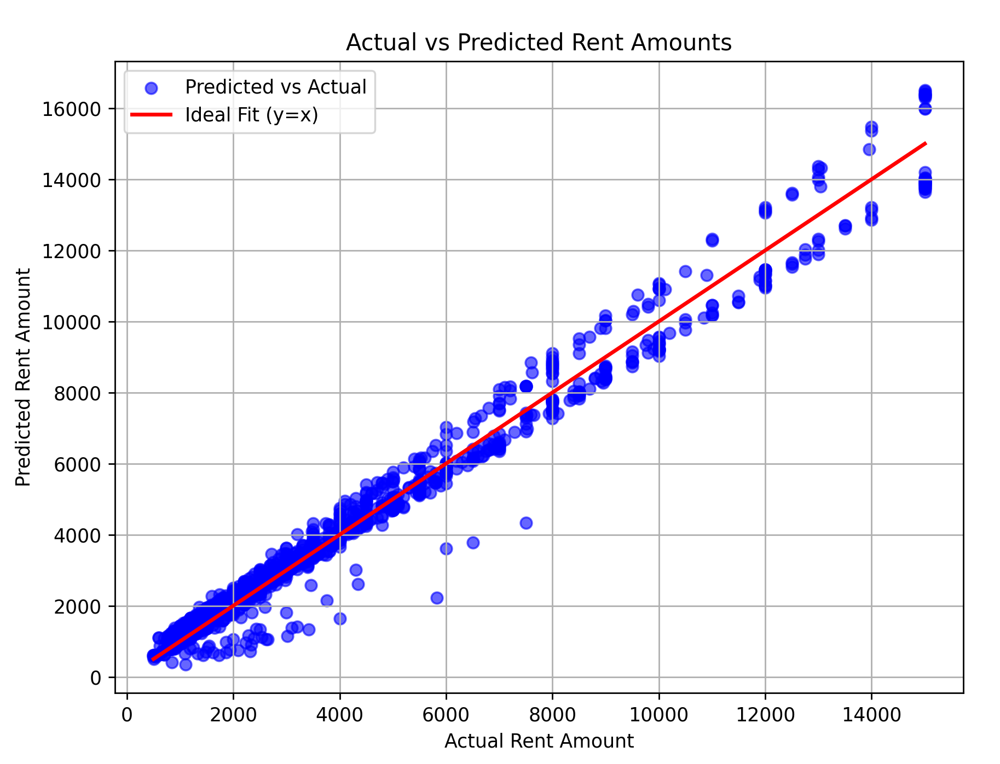 Actual vs Predicted Rent Amounts
Predicted vs Actual
Ideal Fit (y=x)
Predicted Rent Amount
16000
14000
12000
10000
8000
6000
4000
2000
0
0 2000 4000 6000 8000 10000 12000 14000
Actual Rent Amount